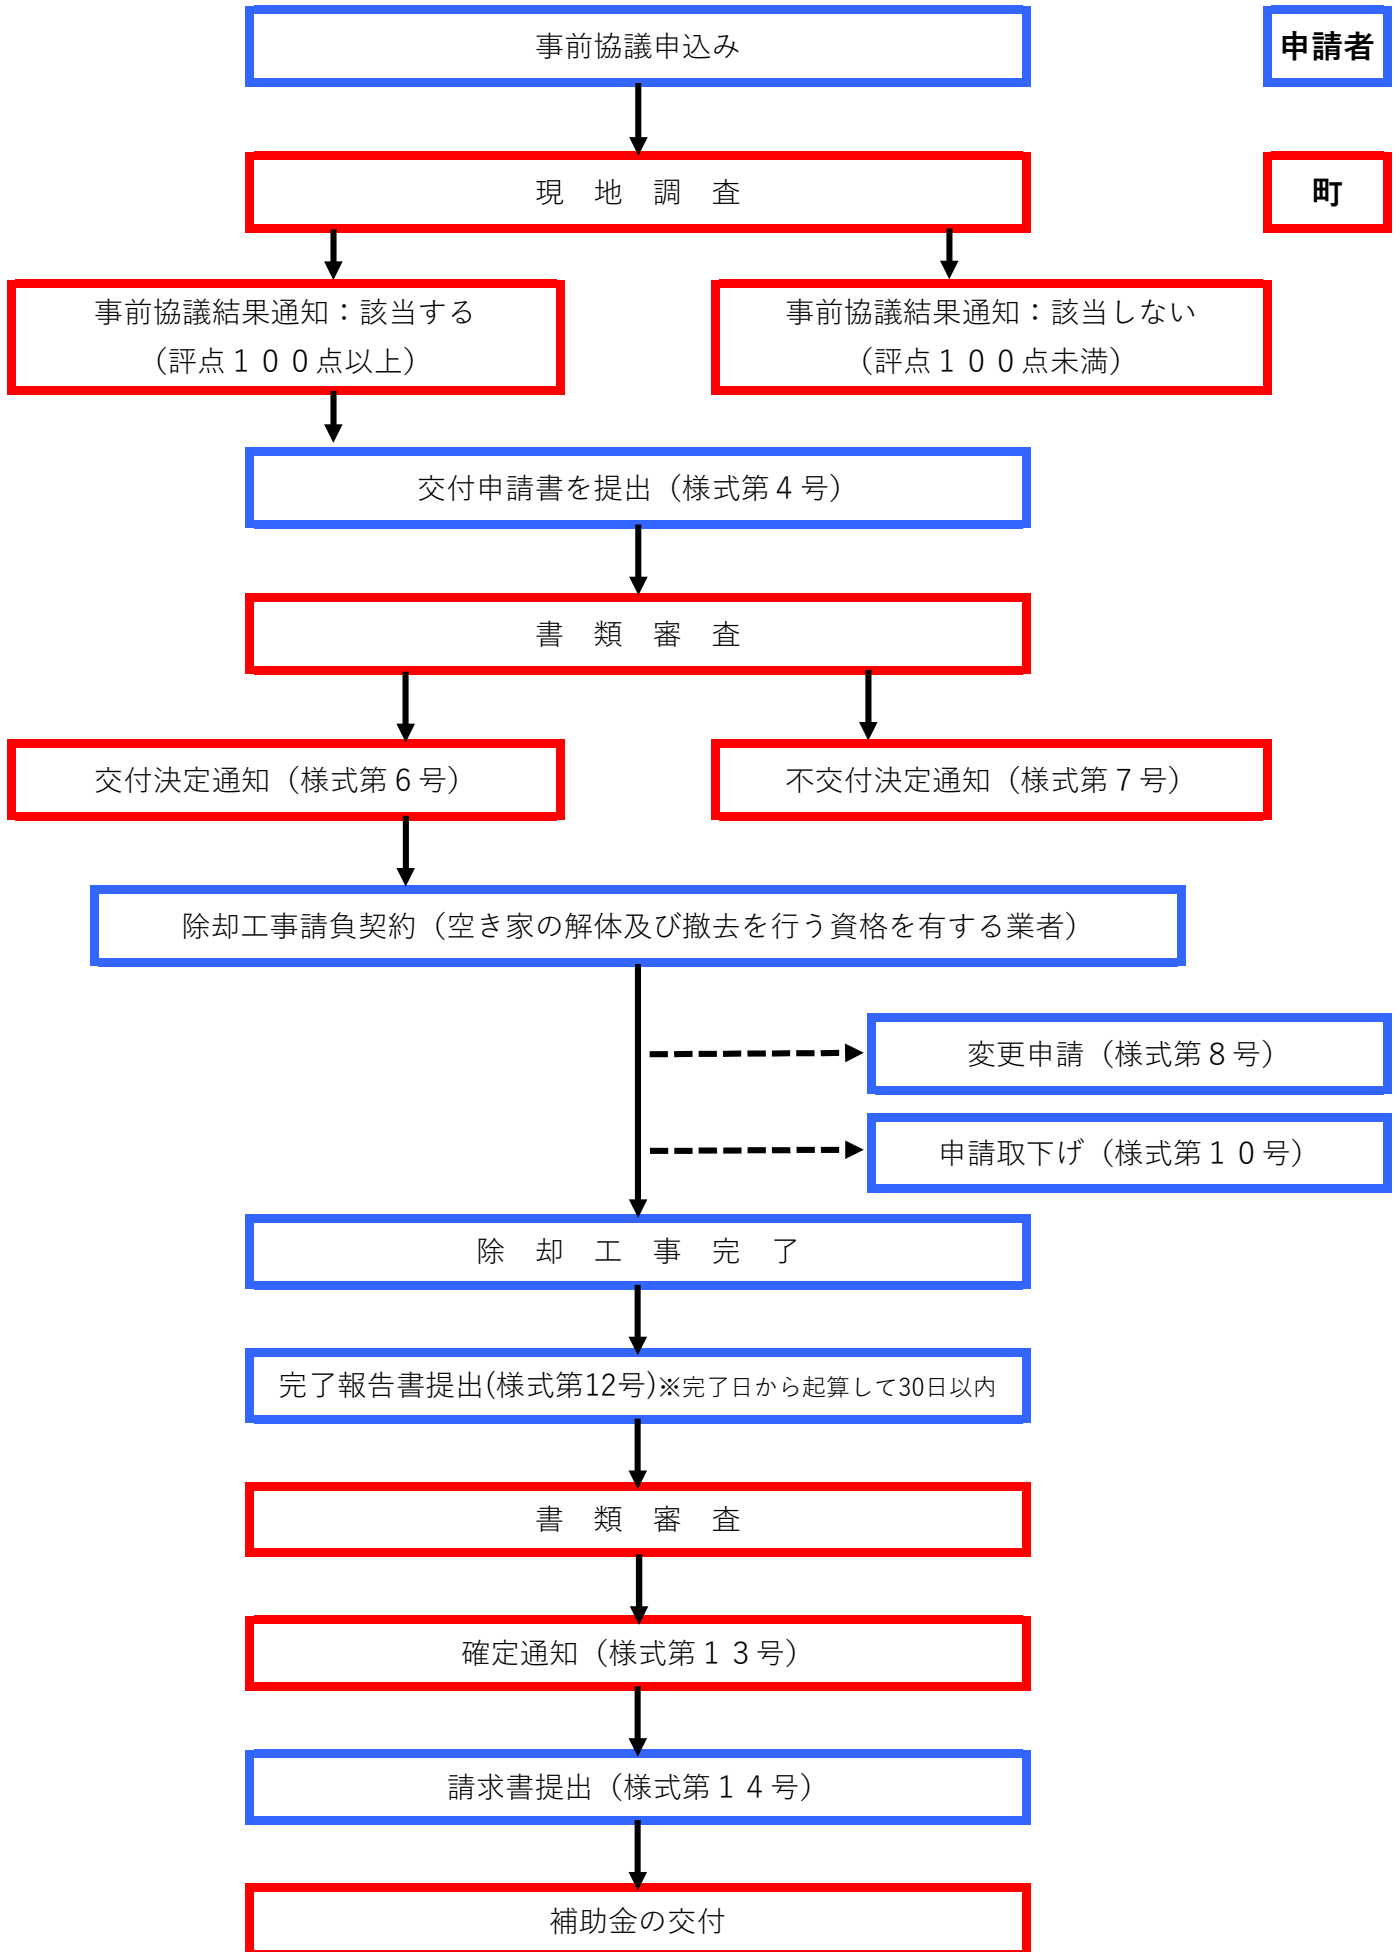 事前協議申込み
申請者
現　地　調　査
町
事前協議結果通知：該当する
（評点１００点以上）
事前協議結果通知：該当しない
（評点１００点未満）
交付申請書を提出（様式第４号）
書　類　審　査
交付決定通知（様式第６号）
不交付決定通知（様式第７号）
除却工事請負契約（空き家の解体及び撤去を行う資格を有する業者）
変更申請（様式第８号）
申請取下げ（様式第１０号）
除　却　工　事　完　了
完了報告書提出(様式第12号)※完了日から起算して30日以内
書　類　審　査
確定通知（様式第１３号）
請求書提出（様式第１４号）
補助金の交付